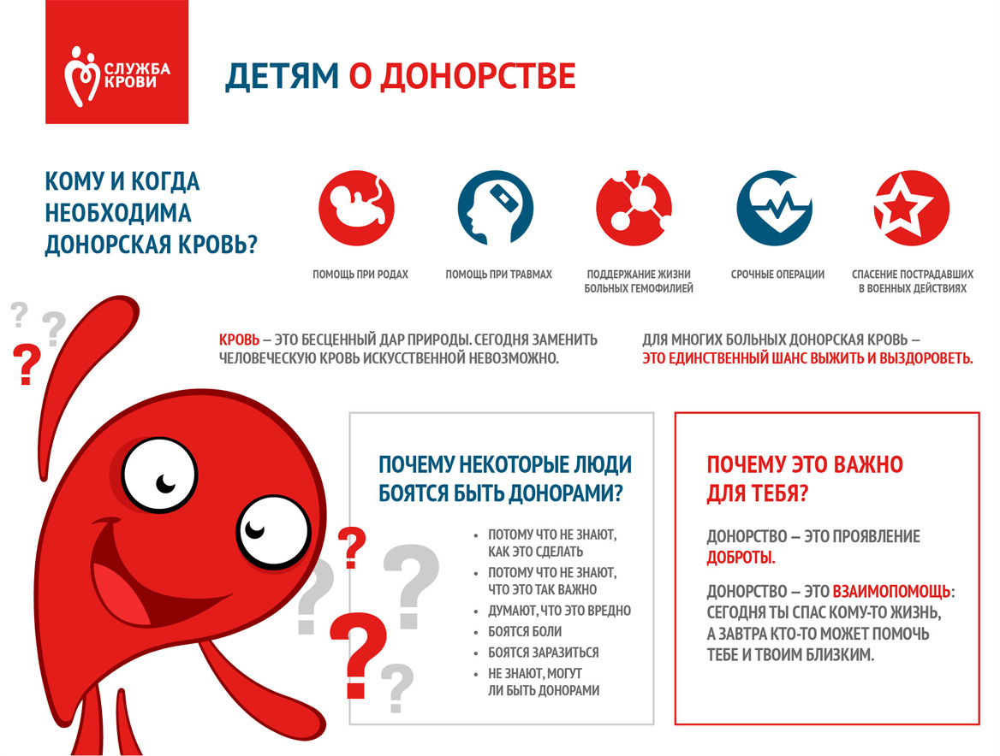 СЛУЖБА
КРОВИ
ДЕТЯМ О ДОНОРСТВЕ
КОМУ И КОГДА
НЕОБХОДИМА
ДОНОРСКАЯ КРОВЬ?
ПОМОЩЬ ПРИ РОДАХ
ПОМОЩЬ ПРИ ТРАВМАХ
ПОДДЕРЖАНИЕ ЖИЗНИ
БОЛЬНЫХ ГЕМОФИЛИЕЙ
СРОЧНЫЕ ОПЕРАЦИИ
СПАСЕНИЕ ПОСТРАДАВШИХ
В ВОЕННЫХ ДЕЙСТВИЯХ
КРОВЬ – ЭТО БЕСЦЕННЫЙ ДАР ПРИРОДЫ. СЕГОДНЯ ЗАМЕНИТЬ
ЧЕЛОВЕЧЕСКУЮ КРОВЬ ИСКУССТВЕННОЙ НЕВОЗМОЖНО.
ДЛЯ МНОГИХ БОЛЬНЫХ ДОНОРСКАЯ КРОВЬ –
ЭТО ЕДИНСТВЕННЫЙ ШАНС ВЫЖИТЬ И ВЫЗДОРОВЕТЬ.
? ? ?
ПОЧЕМУ НЕКОТОРЫЕ ЛЮДИ
БОЯТСЯ БЫТЬ ДОНОРАМИ?
• ПОТОМУ ЧТО НЕ ЗНАЮТ,
КАК ЭТО СДЕЛАТЬ
• ПОТОМУ ЧТО НЕ ЗНАЮТ,
ЧТО ЭТО ТАК ВАЖНО
• ДУМАЮТ, ЧТО ЭТО ВРЕДНО
• БОЯТСЯ БОЛИ
• БОЯТСЯ ЗАРАЗИТЬСЯ
• НЕ ЗНАЮТ, МОГУТ
ЛИ БЫТЬ ДОНОРАМИ
? ? ? ? ?
ПОЧЕМУ ЭТО ВАЖНО
ДЛЯ ТЕБЯ?
ДОНОРСТВО – ЭТО ПРОЯВЛЕНИЕ
ДОБРОТЫ.
ДОНОРСТВО – ЭТО ВЗАИМОПОМОЩЬ:
СЕГОДНЯ ТЫ СПАС КОМУ-ТО ЖИЗНЬ,
А ЗАВТРА КТО-ТО МОЖЕТ ПОМОЧЬ
ТЕБЕ И ТВОИМ БЛИЗКИМ.